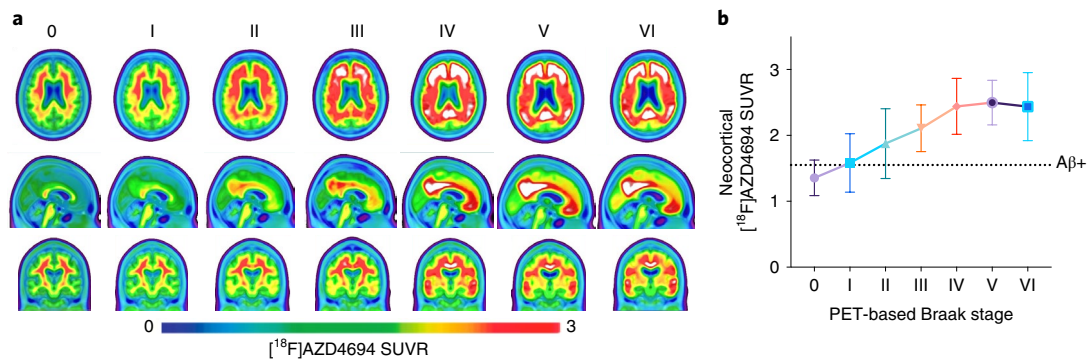 a
0 I II III IV V VI
0 3
[18F]AZD4694 SUVR
b
Neocortical
[18F]AZD4694 SUVR
3
2
1
0
Aβ+
0 I II III IV V VI
PET-based Braak stage